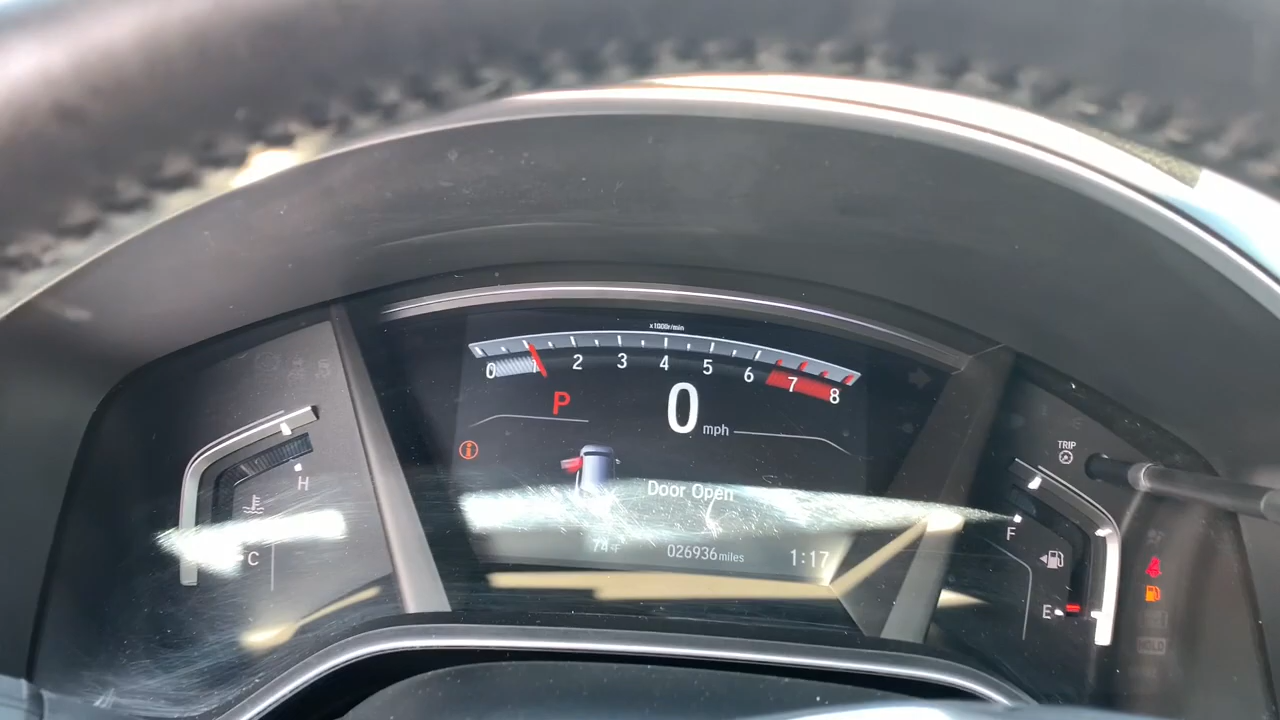 x1000r/min
0 1 2 3 4 5 6 7 8
P
0 mph
TRIP
H
Door Open
F
C
74°F
026936 miles
1:17
E
HOLD